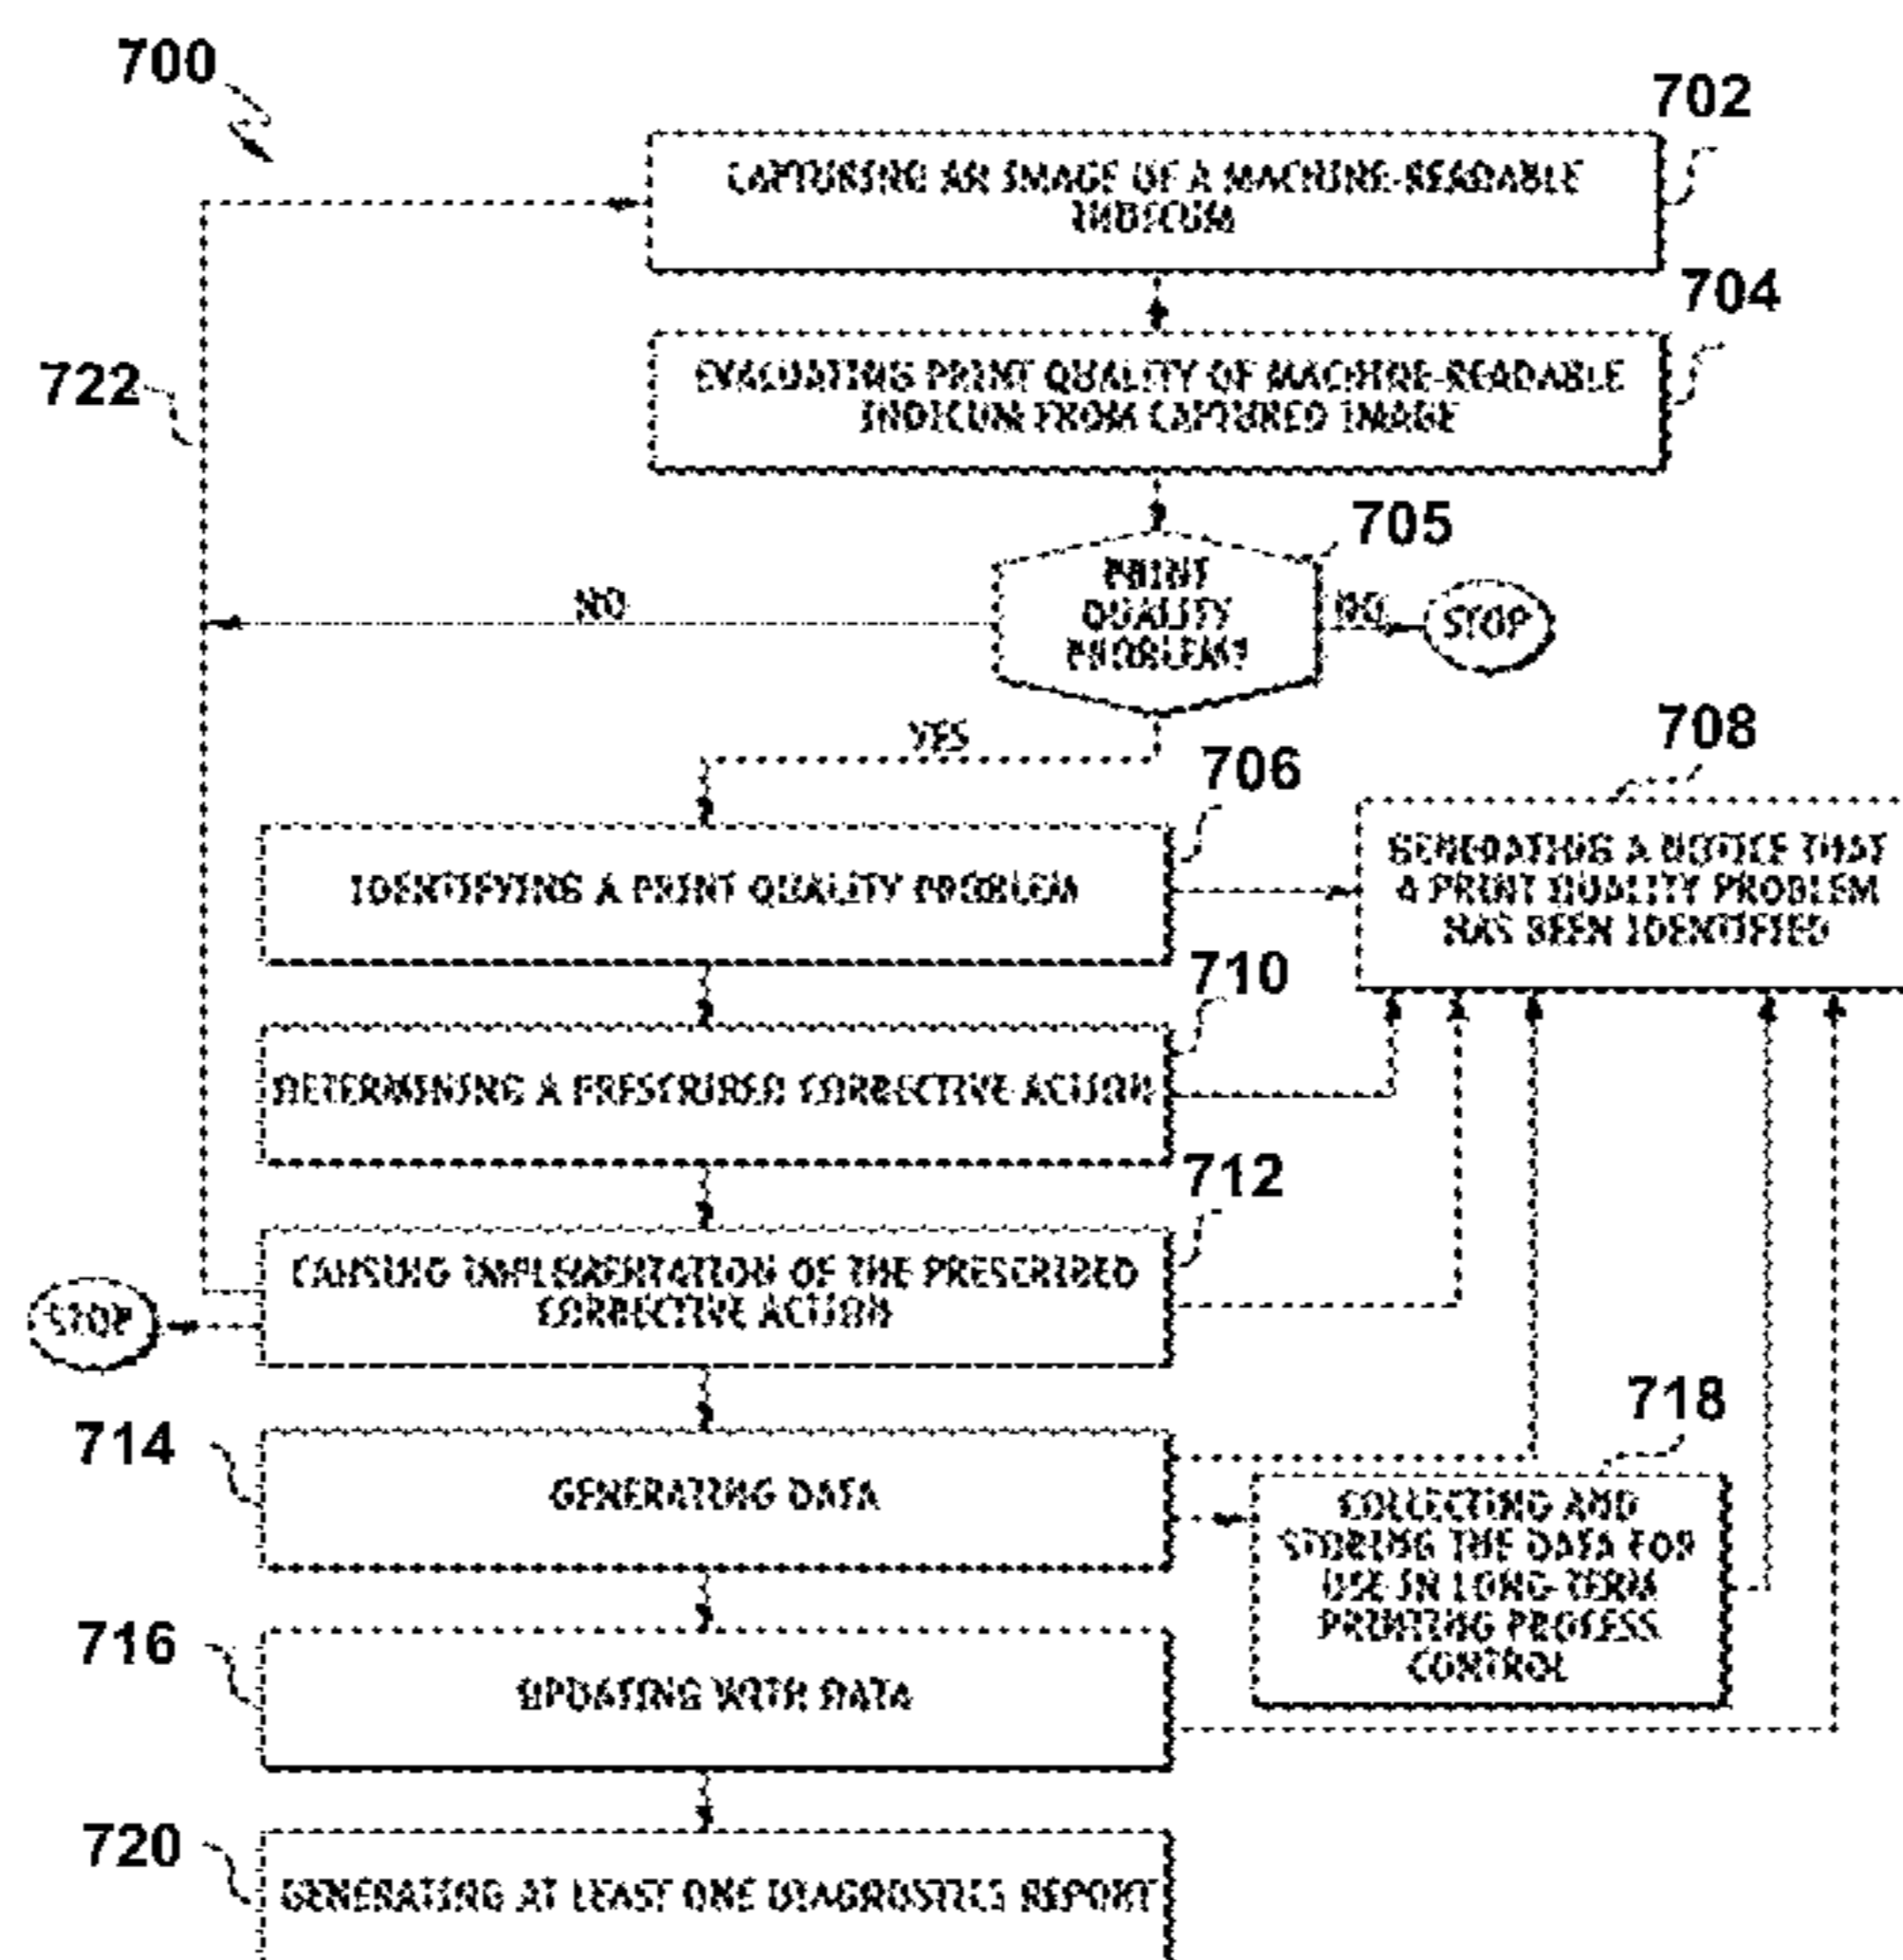 700
702
CAPTURING AN IMAGE OF A MACHINE-READABLE
INDICUM
704
EVALUATING PRINT QUALITY OF MACHINE-READABLE
INDICUM FROM CAPTURED IMAGE
722
705
PRINT
QUALITY
PROBLEM?
NO
NO
STOP
YES
706
IDENTIFYING A PRINT QUALITY PROBLEM
708
GENERATING A NOTICE THAT
A PRINT QUALITY PROBLEM
HAS BEEN IDENTIFIED
710
DETERMINING A PRESCRIBED CORRECTIVE ACTION
712
CAUSING IMPLEMENTATION OF THE PRESCRIBED
CORRECTIVE ACTION
STOP
714
GENERATING DATA
718
COLLECTING AND
STORING THE DATA FOR
USE IN LONG-TERM
PRINTING PROCESS
CONTROL
716
UPDATING WITH DATA
720
GENERATING AT LEAST ONE DIAGNOSTICS REPORT